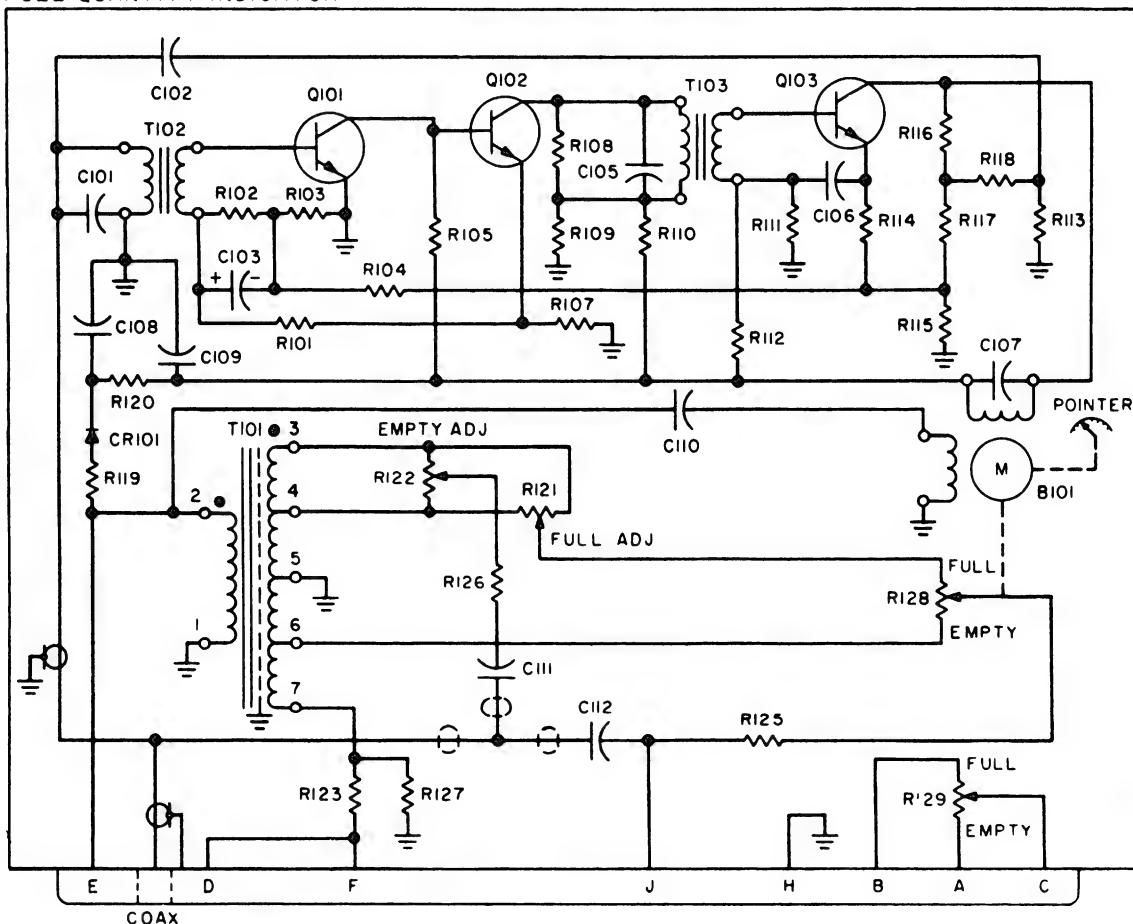 C102
Q101
Q102
T103
Q103
T102
C101
R102
R103
R108
C105
R116
R118
C106
R105
R109
R110
R111
R114
R117
R113
C103
+
-
R104
R107
R101
R112
R115
C108
C109
C107
R120
POINTER
CR101
C110
T101
3
EMPTY ADJ
R119
R122
R121
M
B101
2
4
FULL ADJ
5
R126
FULL
R128
1
6
EMPTY
C111
7
C112
R125
FULL
R123
R127
R129
EMPTY
E
D
F
J
H
B
A
C
COAX